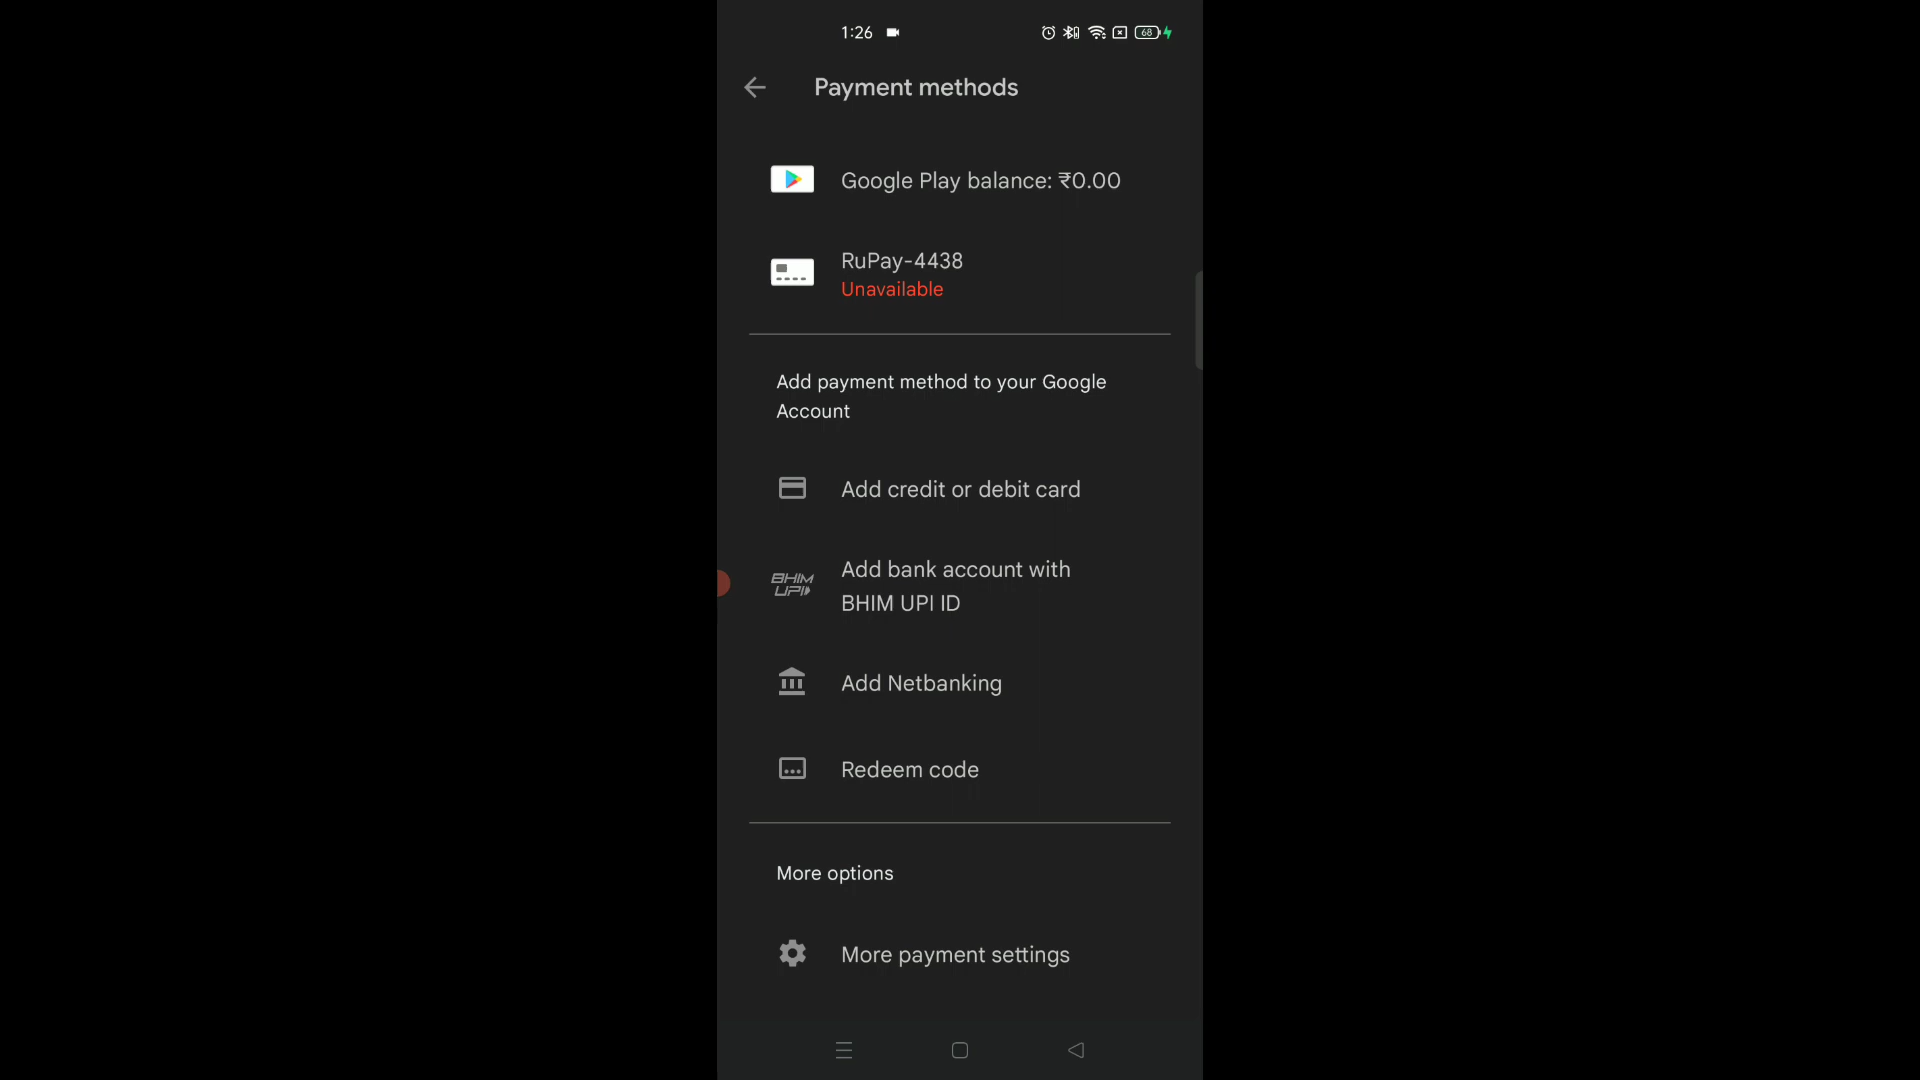 1:26
68
Payment methods
Google Play balance: ₹0.00
RuPay-4438
Unavailable
Add payment method to your Google
Account
Add credit or debit card
BHIM
UPI
Add bank account with
BHIM UPI ID
Add Netbanking
Redeem code
More options
More payment settings